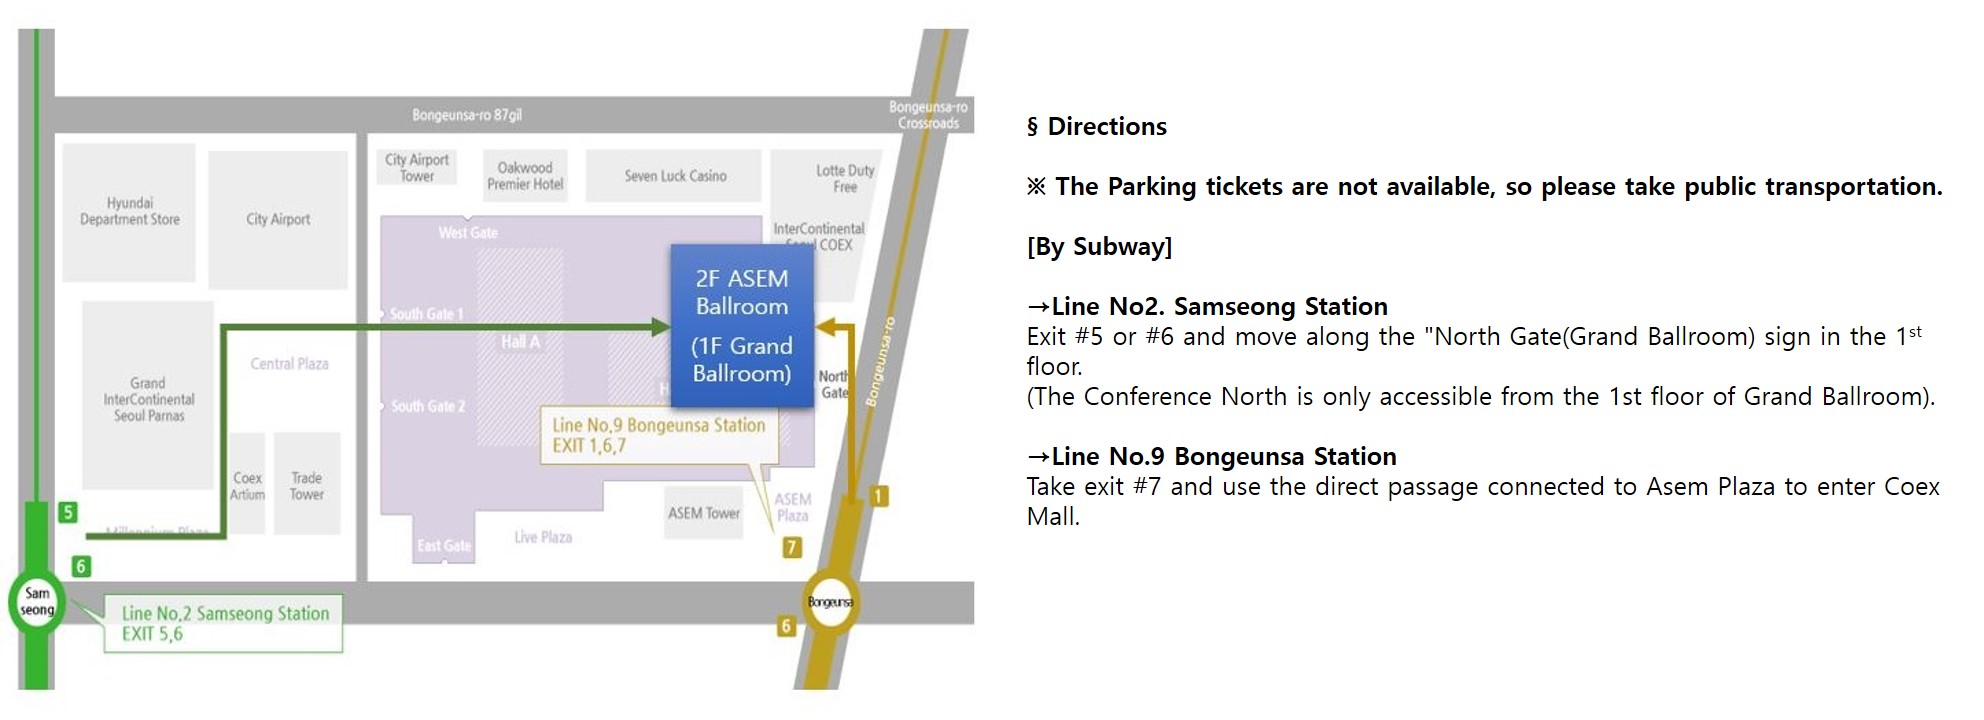 Bongeunsa-ro 87gil
Bongeunsa-ro
Crossroads
Hyundai
Department Store
City Airport
City Airport
Tower
Oakwood
Premier Hotel
Seven Luck Casino
Lotte Duty
Free
InterContinental
Seoul COEX
West Gate
2F ASEM
Ballroom
(1F Grand
Ballroom)
South Gate 1
Hall A
Central Plaza
Grand
InterContinental
Seoul Parnas
South Gate 2
H
North
Gate
Bongeunsa-ro
Line No,9 Bongeunsa Station
EXIT 1,6,7
Coex
Artium
Trade
Tower
ASEM Tower
ASEM
Plaza
Millennium Plaza
Live Plaza
East Gate
5
6
1
7
6
Sam
seong
Bongeunsa
Line No,2 Samseong Station
EXIT 5,6
§ Directions
※ The Parking tickets are not available, so please take public transportation.
[By Subway]
→Line No2. Samseong Station
Exit #5 or #6 and move along the "North Gate(Grand Ballroom) sign in the 1st
floor.
(The Conference North is only accessible from the 1st floor of Grand Ballroom).
→Line No.9 Bongeunsa Station
Take exit #7 and use the direct passage connected to Asem Plaza to enter Coex
Mall.